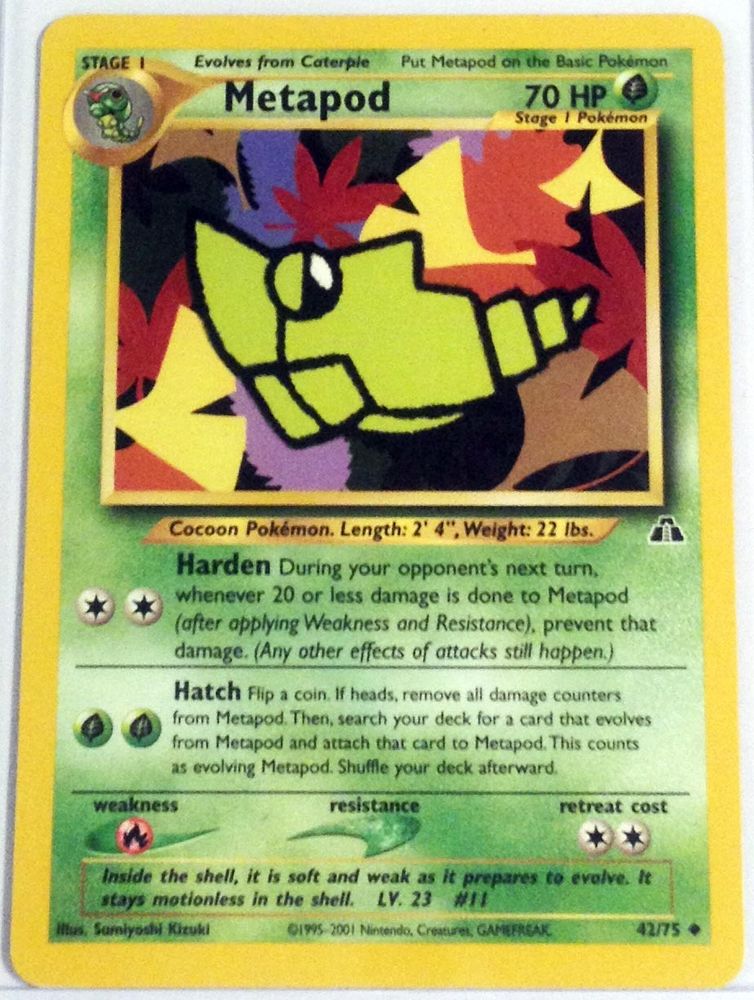 STAGE 1 Evolves from Caterpie Put Metapod on the Basic Pokémon
Metapod 70 HP
Stage 1 Pokémon
Cocoon Pokémon. Length: 2' 4", Weight: 22 lbs.
Harden During your opponent's next turn,
whenever 20 or less damage is done to Metapod
(after applying Weakness and Resistance), prevent that
damage. (Any other effects of attacks still happen.)
Hatch Flip a coin. If heads, remove all damage counters
from Metapod. Then, search your deck for a card that evolves
from Metapod and attach that card to Metapod. This counts
as evolving Metapod. Shuffle your deck afterward.
weakness resistance retreat cost
Inside the shell, it is soft and weak as it prepares to evolve. It
stays motionless in the shell. LV. 23 #11
Illus. Sumiyoshi Kizuki ©1995-2001 Nintendo, Creatures, GAMEFREAK. 42/75